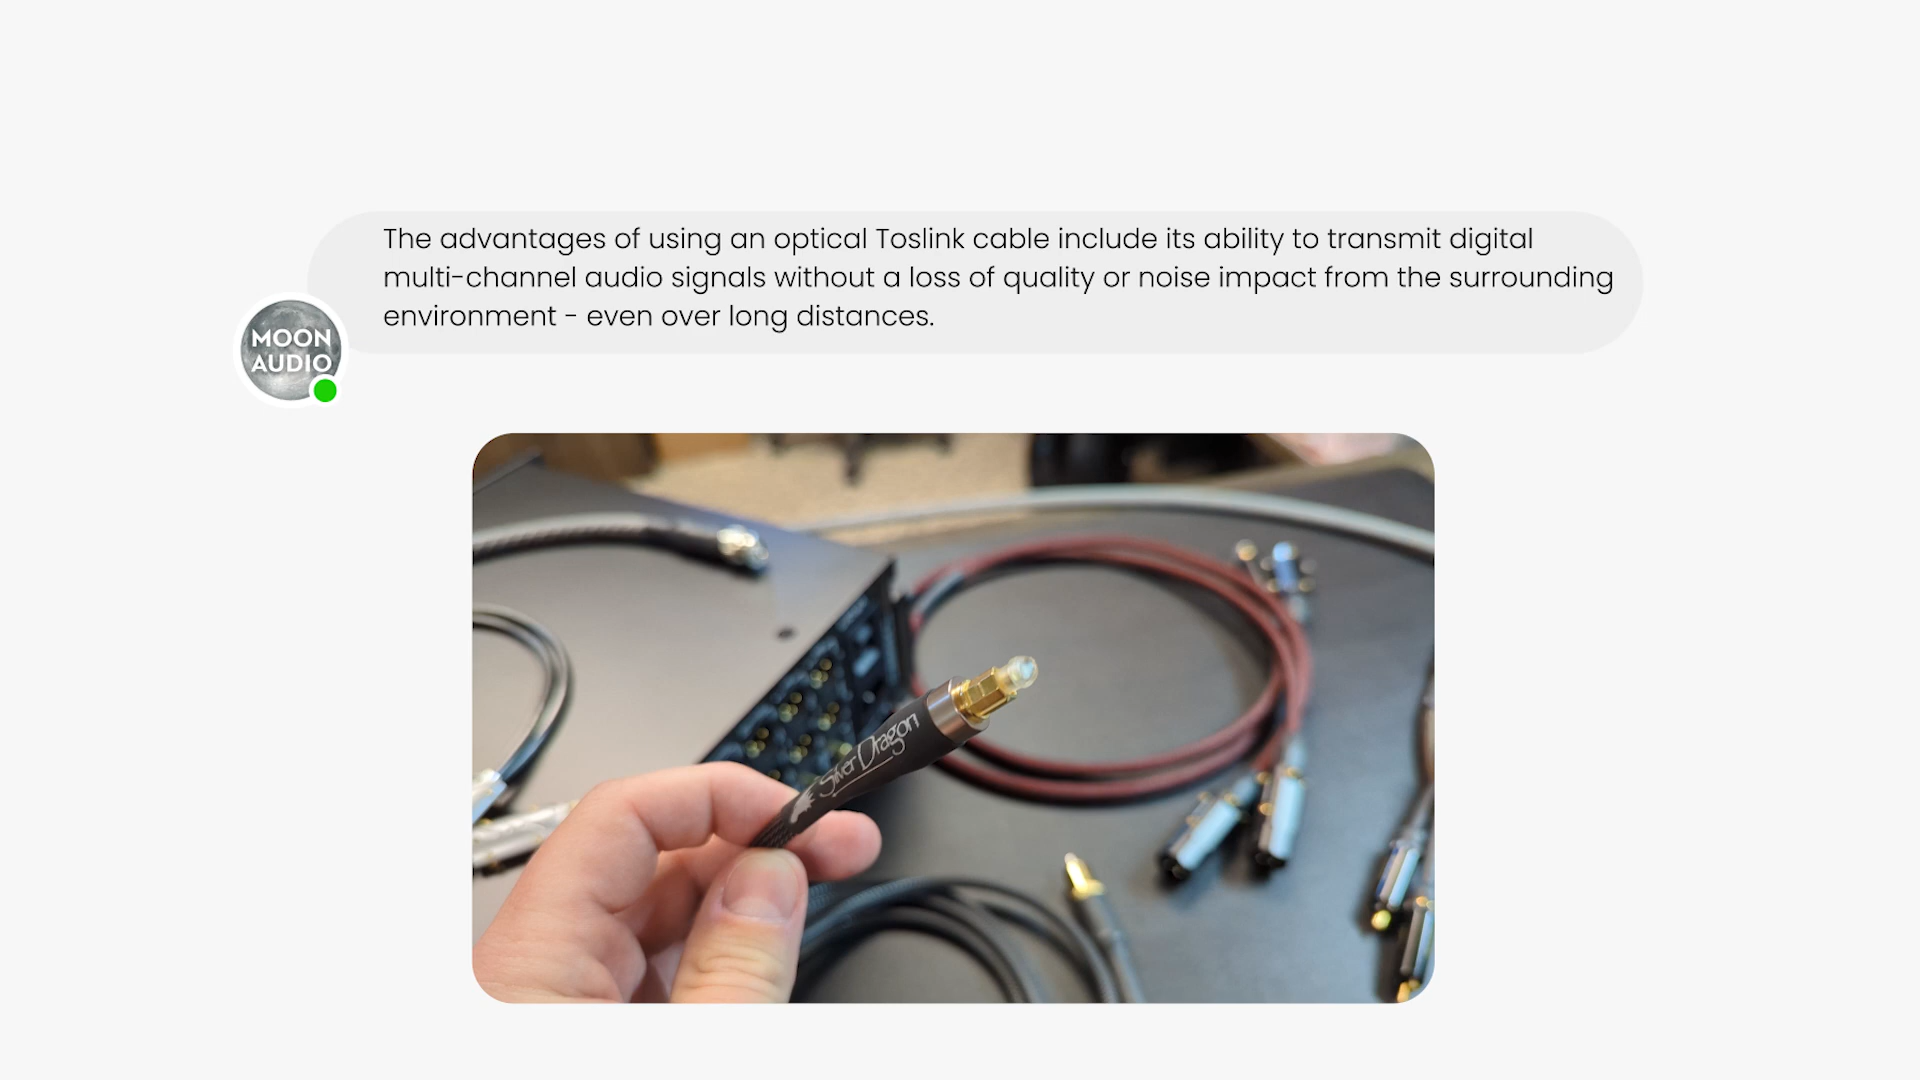 The advantages of using an optical Toslink cable include its ability to transmit digital
multi-channel audio signals without a loss of quality or noise impact from the surrounding
environment - even over long distances.
MOON
AUDIO
Silver Dragon